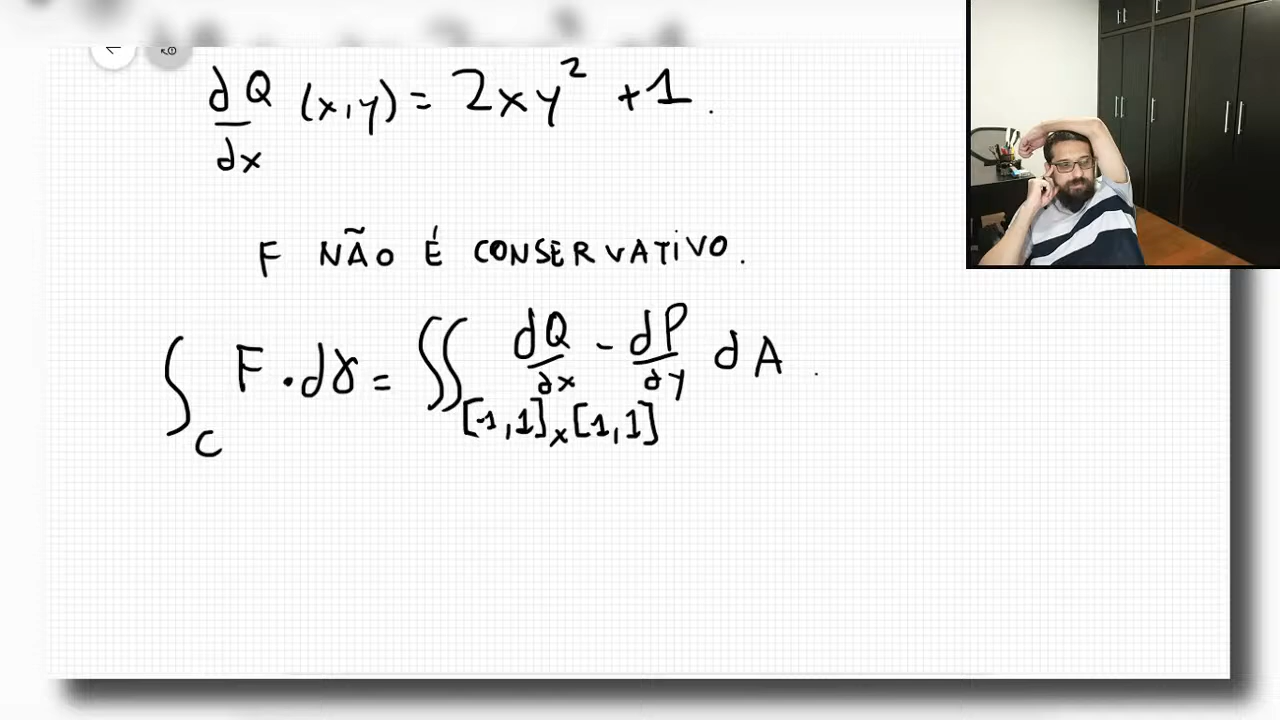 dQ/dx (x,y) = 2xy² + 1.
F NÃO É CONSERVATIVO.
∫_C F · dγ = ∬_[-1,1]x[1,1] dQ/dx - dP/dy dA.